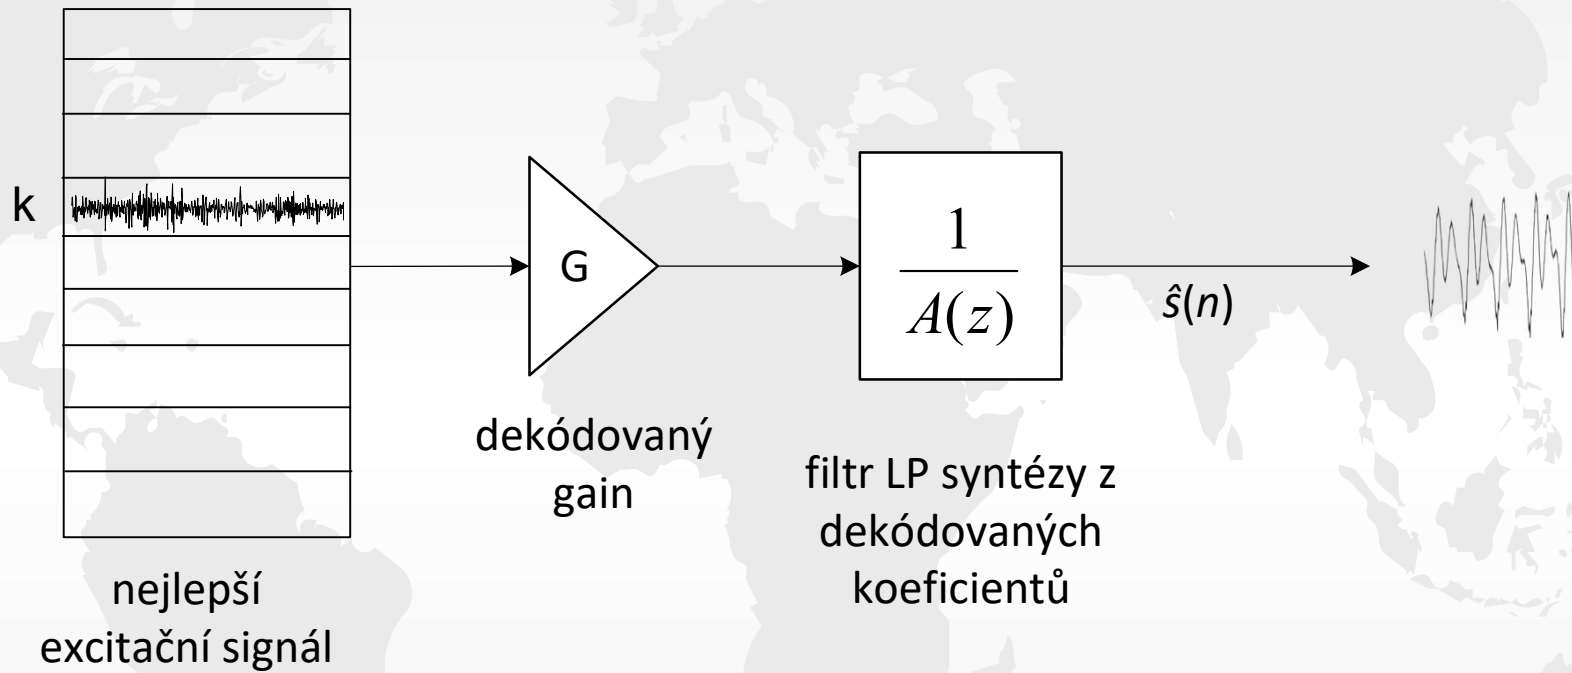 k
G
1
A(z)
ŝ(n)
dekódovaný
gain
filtr LP syntézy z
dekódovaných
koeficientů
nejlepší
excitační signál